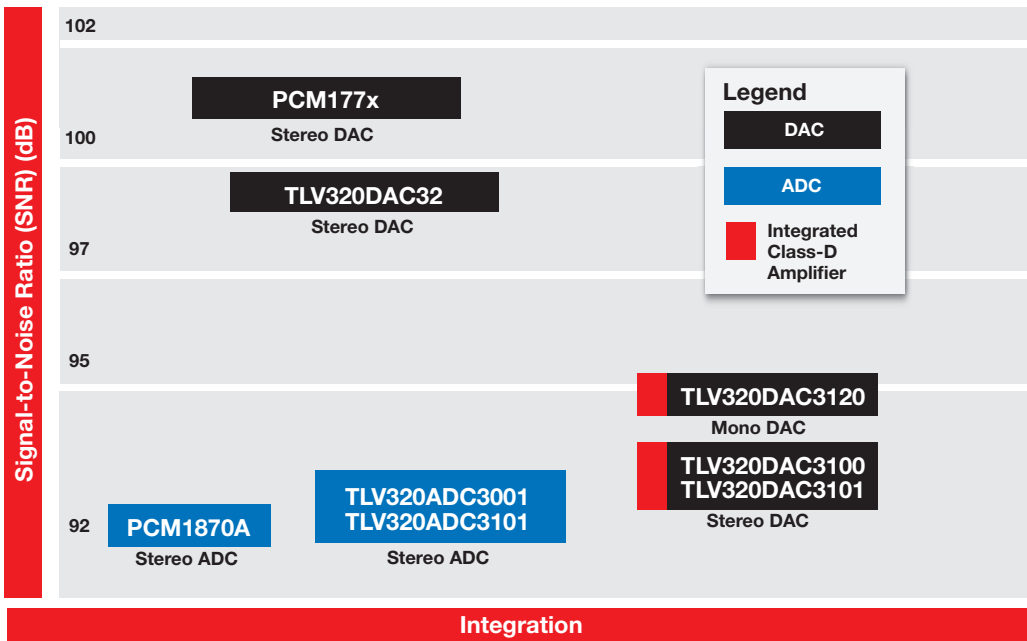 Signal-to-Noise Ratio (SNR) (dB)
102
PCM177x
Stereo DAC
100
TLV320DAC32
Stereo DAC
97
95
TLV320DAC3120
Mono DAC
TLV320DAC3100
TLV320DAC3101
Stereo DAC
TLV320ADC3001
TLV320ADC3101
Stereo ADC
92
PCM1870A
Stereo ADC
Legend
DAC
ADC
Integrated
Class-D
Amplifier
Integration